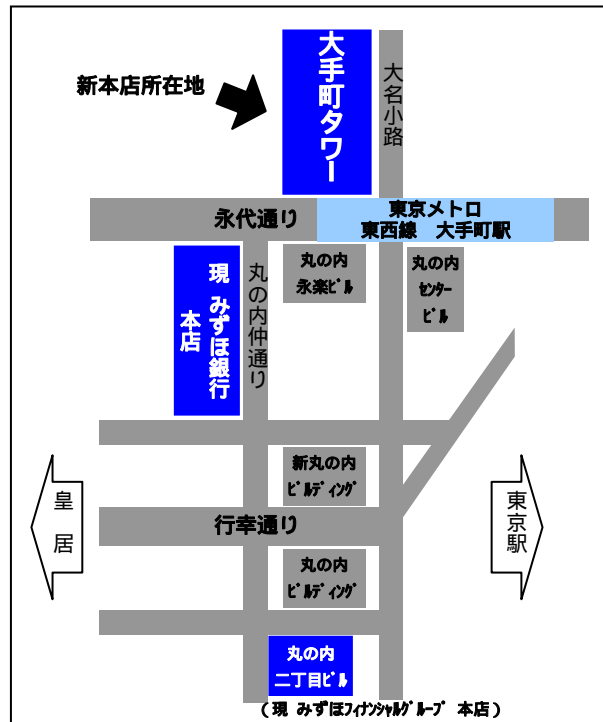 大手町タワー
新本店所在地
大名小路
永代通り
東京メトロ
東西線　大手町駅
現 みずほ銀行
本店
丸の内仲通り
丸の内
永楽ﾋﾞﾙ
丸の内
ｾﾝﾀｰ
ﾋﾞﾙ
新丸の内
ﾋﾞﾙﾃﾞｨﾝｸﾞ
皇居
行幸通り
東京駅
丸の内
ﾋﾞﾙﾃﾞｨﾝｸﾞ
丸の内
二丁目ﾋﾞﾙ
（現 みずほﾌｨﾅﾝｼｬﾙｸﾞﾙｰﾌﾟ 本店）